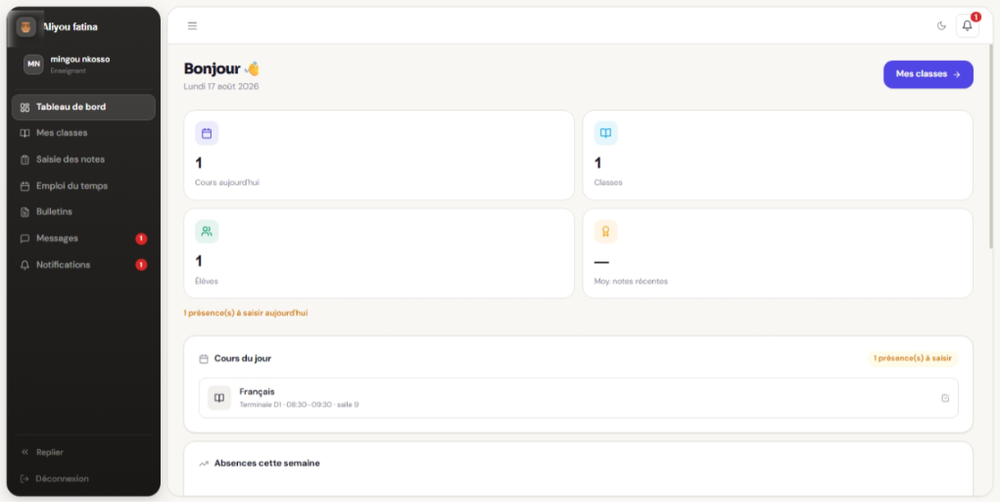 Aliyou fatina
MN
mingou nkosso
Enseignant
Tableau de bord
Mes classes
Saisie des notes
Emploi du temps
Bulletins
Messages 1
Notifications 1
Replier
Déconnexion
1
Bonjour
Lundi 17 août 2026
Mes classes →
1
Cours aujourd'hui
1
Classes
1
Élèves
—
Moy. notes récentes
1 présence(s) à saisir aujourd'hui
Cours du jour
1 présence(s) à saisir
Français
Terminale D1 · 08:30 - 09:30 · salle 9
Absences cette semaine